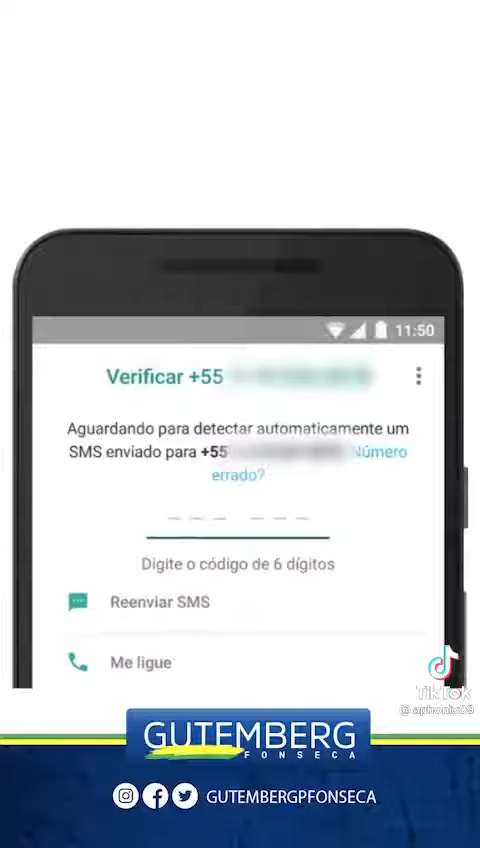 11:50
Verificar +55
Aguardando para detectar automaticamente um
SMS enviado para +55 Número
errado?
Digite o código de 6 dígitos
Reenviar SMS
Me ligue
TikTok
@aphonix09
GUTEMBERG
FONSECA
GUTEMBERGPFONSECA